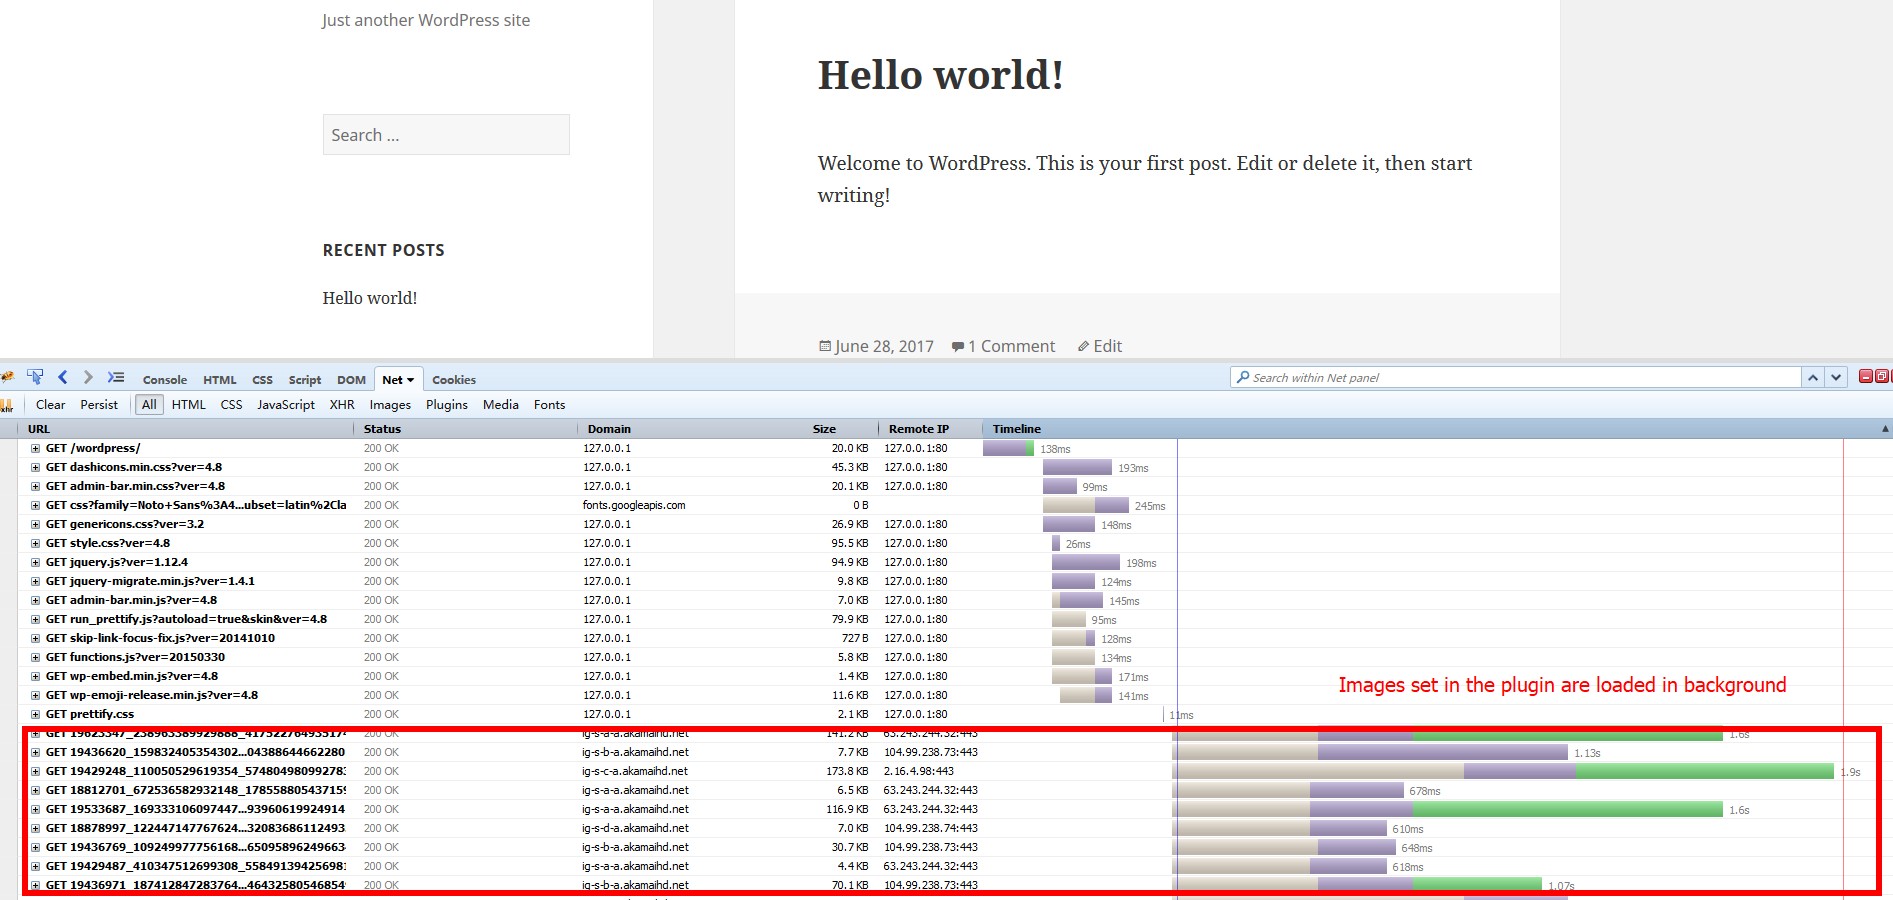 Just another WordPress site
Search ...
RECENT POSTS
Hello world!
Hello world!
Welcome to WordPress. This is your first post. Edit or delete it, then start
writing!
June 28, 2017 1 Comment Edit
Console HTML CSS Script DOM Net Cookies Search within Net panel
xhr Clear Persist All HTML CSS JavaScript XHR Images Plugins Media Fonts
URL Status Domain Size Remote IP Timeline
GET /wordpress/ 200 OK 127.0.0.1 20.0 KB 127.0.0.1:80 138ms
GET dashicons.min.css?ver=4.8 200 OK 127.0.0.1 45.3 KB 127.0.0.1:80 193ms
GET admin-bar.min.css?ver=4.8 200 OK 127.0.0.1 20.1 KB 127.0.0.1:80 99ms
GET css?family=Noto+Sans%3A4...ubset=latin%2Cla 200 OK fonts.googleapis.com 0 B 245ms
GET genericons.css?ver=3.2 200 OK 127.0.0.1 26.9 KB 127.0.0.1:80 148ms
GET style.css?ver=4.8 200 OK 127.0.0.1 95.5 KB 127.0.0.1:80 26ms
GET jquery.js?ver=1.12.4 200 OK 127.0.0.1 94.9 KB 127.0.0.1:80 198ms
GET jquery-migrate.min.js?ver=1.4.1 200 OK 127.0.0.1 9.8 KB 127.0.0.1:80 124ms
GET admin-bar.min.js?ver=4.8 200 OK 127.0.0.1 7.0 KB 127.0.0.1:80 145ms
GET run_prettify.js?autoload=true&skin&ver=4.8 200 OK 127.0.0.1 79.9 KB 127.0.0.1:80 95ms
GET skip-link-focus-fix.js?ver=20141010 200 OK 127.0.0.1 727 B 127.0.0.1:80 128ms
GET functions.js?ver=20150330 200 OK 127.0.0.1 5.8 KB 127.0.0.1:80 134ms
GET wp-embed.min.js?ver=4.8 200 OK 127.0.0.1 1.4 KB 127.0.0.1:80 171ms
GET wp-emoji-release.min.js?ver=4.8 200 OK 127.0.0.1 11.6 KB 127.0.0.1:80 141ms
Images set in the plugin are loaded in background
GET prettify.css 200 OK 127.0.0.1 2.1 KB 127.0.0.1:80 11ms
GET 200 OK ig-s-a-a.akamaihd.net 141.2 KB 63.243.244.32:443 1.6s
GET 19436620_159832405354302...04388644662280 200 OK ig-s-b-a.akamaihd.net 7.7 KB 104.99.238.73:443 1.13s
GET 19429248_110050529619354_574804980992783 200 OK ig-s-c-a.akamaihd.net 173.8 KB 2.16.4.98:443 1.9s
GET 18812701_672536582932148_178558805437159 200 OK ig-s-a-a.akamaihd.net 6.5 KB 63.243.244.32:443 678ms
GET 19533687_169333106097447...93960619924914 200 OK ig-s-a-a.akamaihd.net 116.9 KB 63.243.244.32:443 1.6s
GET 18878997_122447147767624...32083686112493 200 OK ig-s-d-a.akamaihd.net 7.0 KB 104.99.238.74:443 610ms
GET 19436769_109249977756168...65095896249663 200 OK ig-s-b-a.akamaihd.net 30.7 KB 104.99.238.73:443 648ms
GET 19429487_410347512699308_558491394256981 200 OK ig-s-a-a.akamaihd.net 4.4 KB 63.243.244.32:443 618ms
GET 19436971_187412847283764...46432580546854 200 OK ig-s-b-a.akamaihd.net 70.1 KB 104.99.238.73:443 1.07s